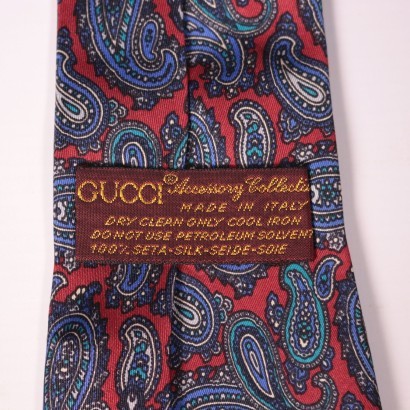 GUCCI® Accessory Collecti
MADE IN ITALY
DRY CLEAN ONLY COOL IRON
DO NOT USE PETROLEUM SOLVENT
100% SETA-SILK-SEIDE-SOIE